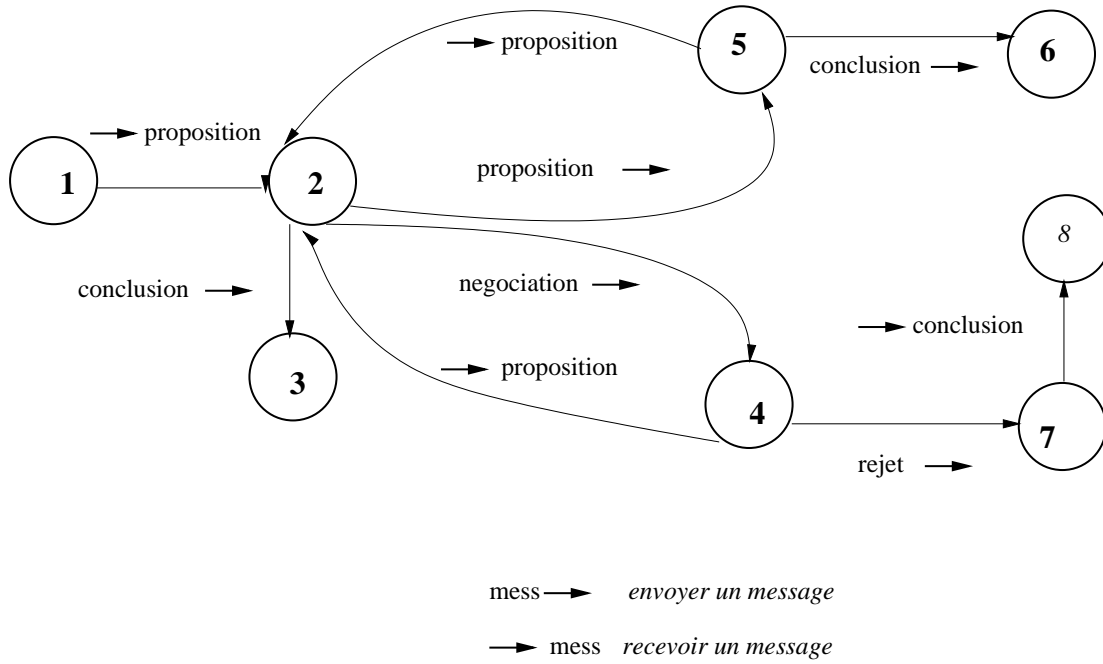 → proposition
5
6
conclusion →
→ proposition
1
2
proposition →
8
conclusion →
negociation →
→ conclusion
3
→ proposition
4
7
rejet →
mess → envoyer un message
→ mess recevoir un message